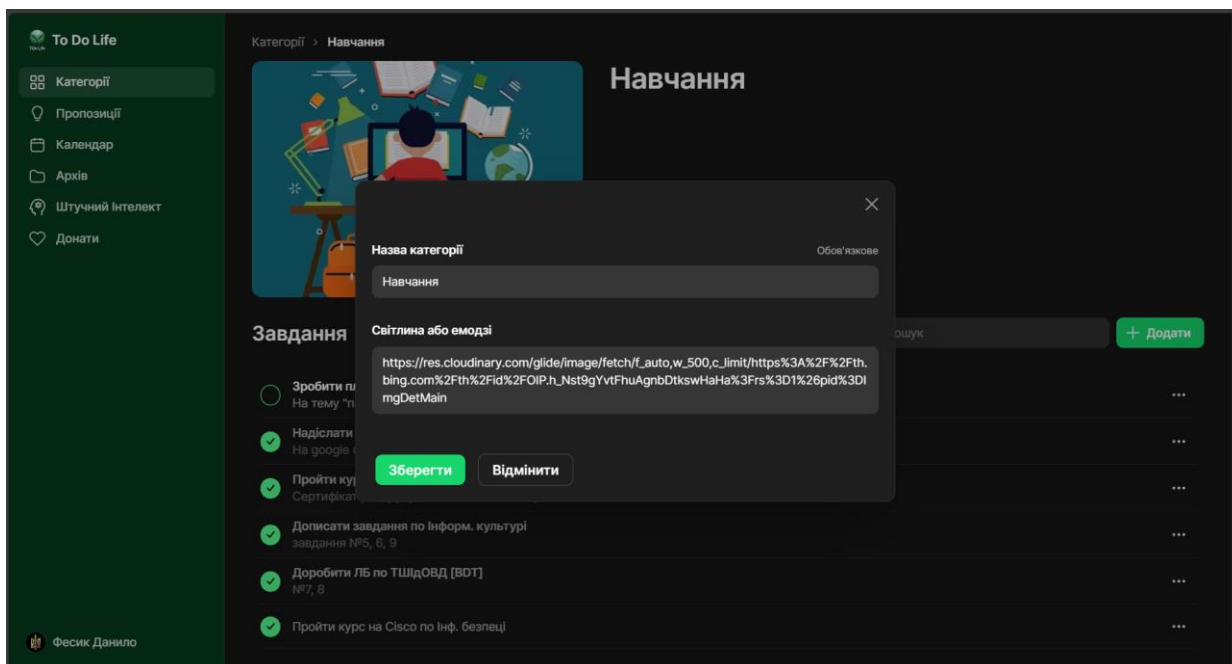 To Do Life
Категорії
Пропозиції
Календар
Архів
Штучний Інтелект
Донати
Фесик Данило
Категорії > Навчання
Навчання
Назва категорії
Обов'язкове
Навчання
Світлина або емодзі
https://res.cloudinary.com/glide/image/fetch/f_auto,w_500,c_limit/https%3A%2F%2Fth.
bing.com%2Fth%2Fid%2FOIP.h_Nst9gYvtFhuAgnbDtkswHaHa%3Frs%3D1%26pid%3DI
mgDetMain
Зберегти
Відмінити
Завдання
+ Додати
Зробити
На тему
Надіслати
На google
Пройти
Дописати завдання по Інформ. культурі
завдання №5, 6, 9
Доробити ЛБ по ТШІдОВД [BDT]
№7, 8
Пройти курс на Cisco по Інф. безпеці